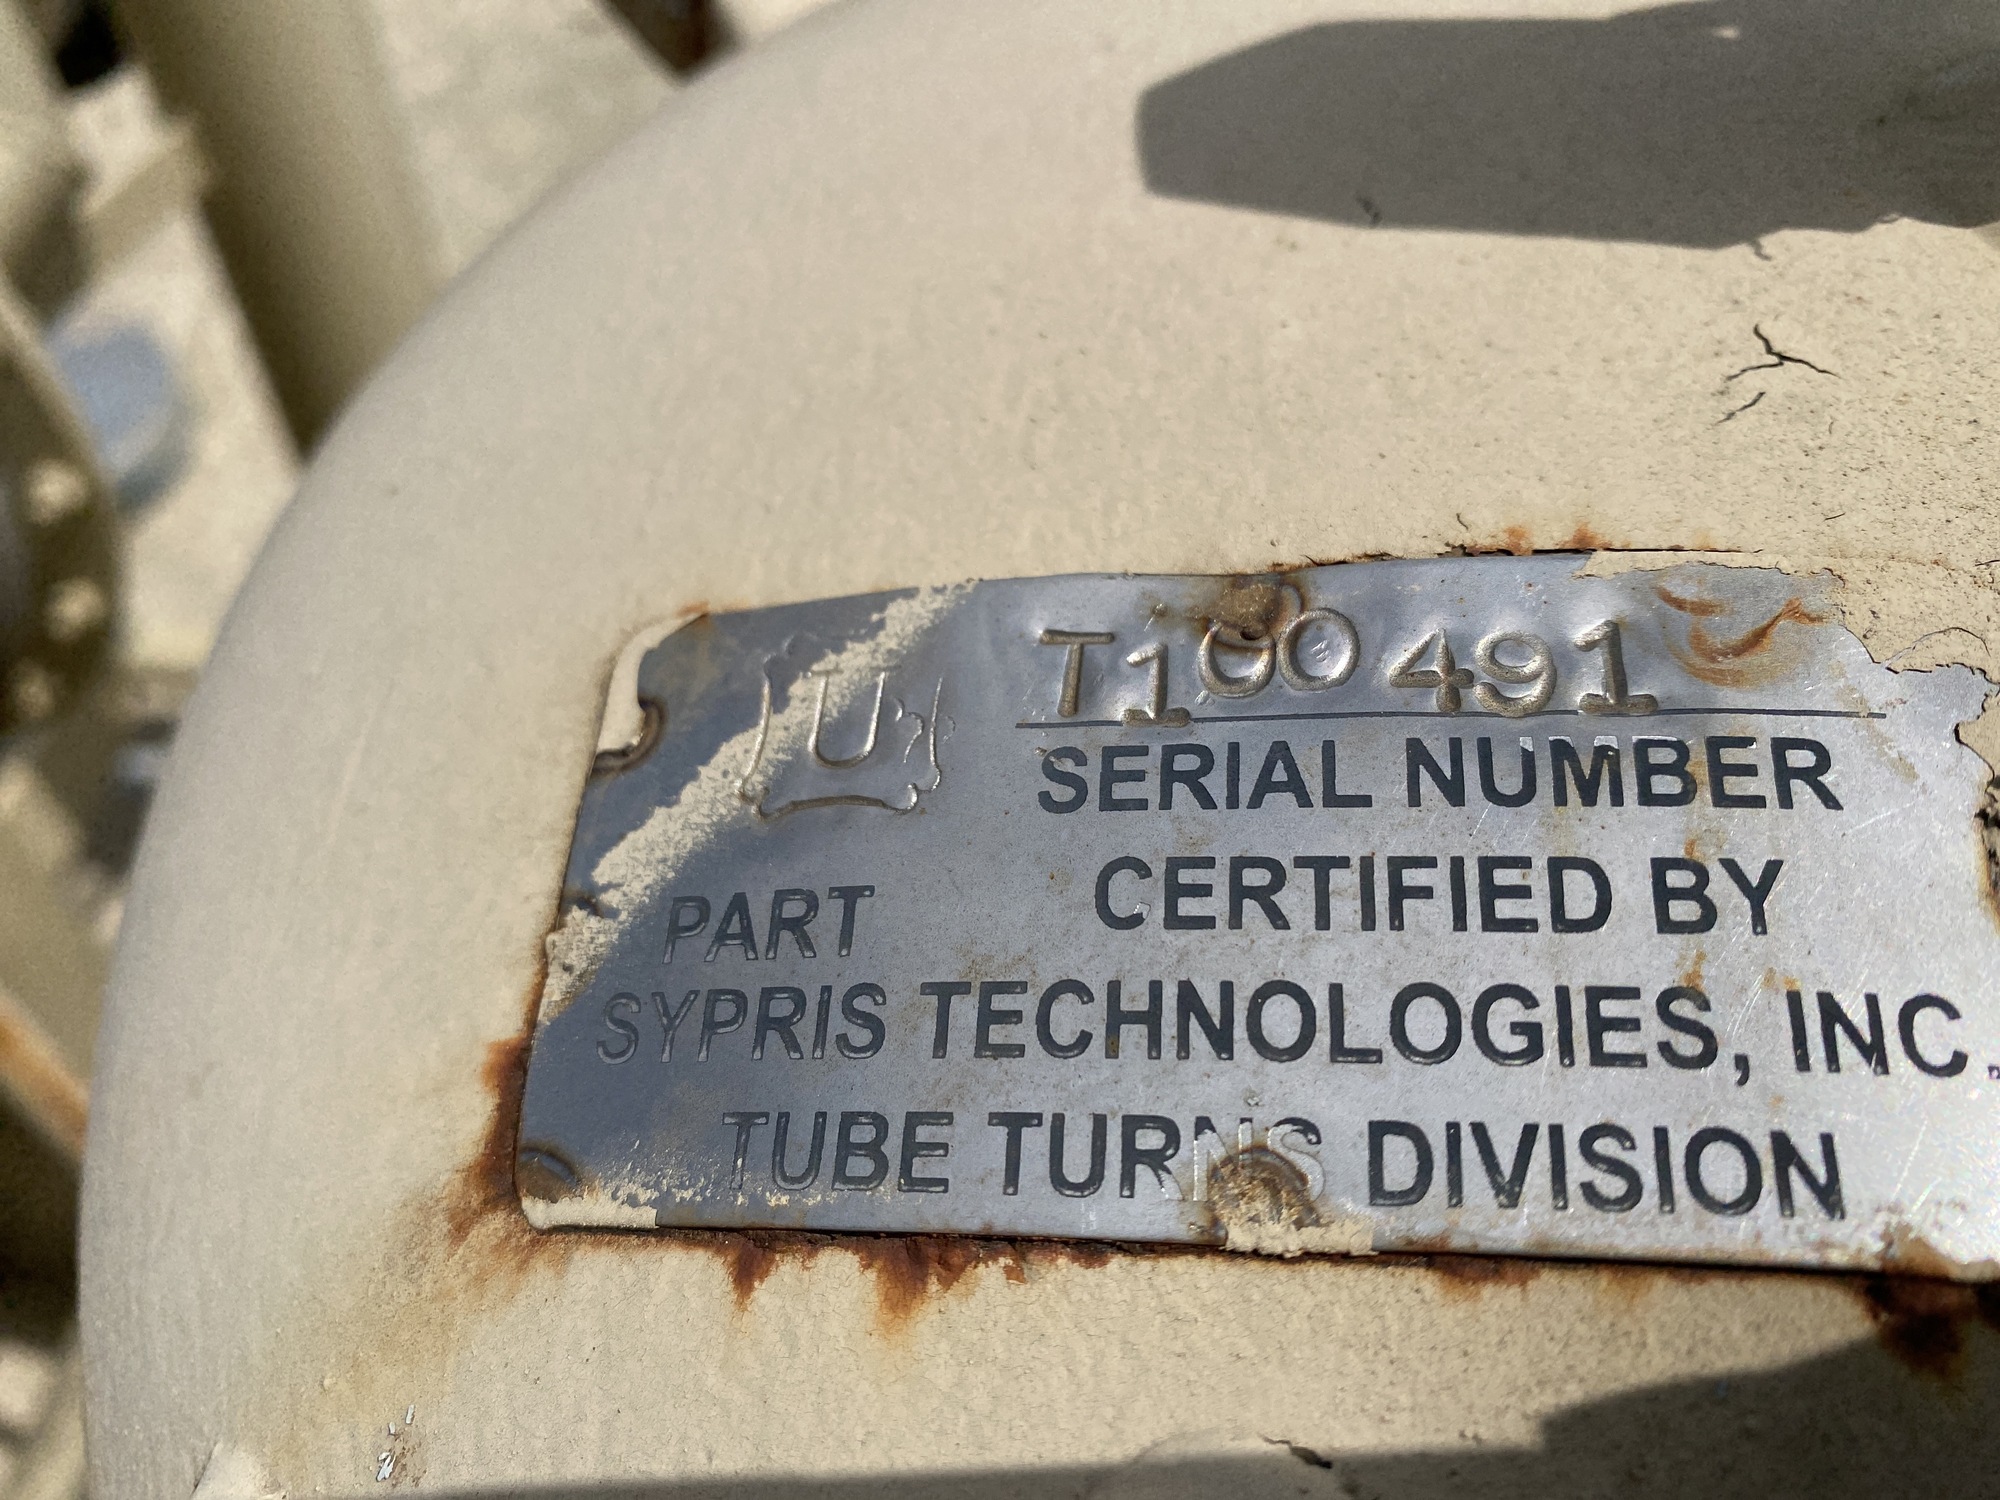 U
T100491
SERIAL NUMBER
CERTIFIED BY
PART
SYPRIS TECHNOLOGIES, INC.
TUBE TURNS DIVISION